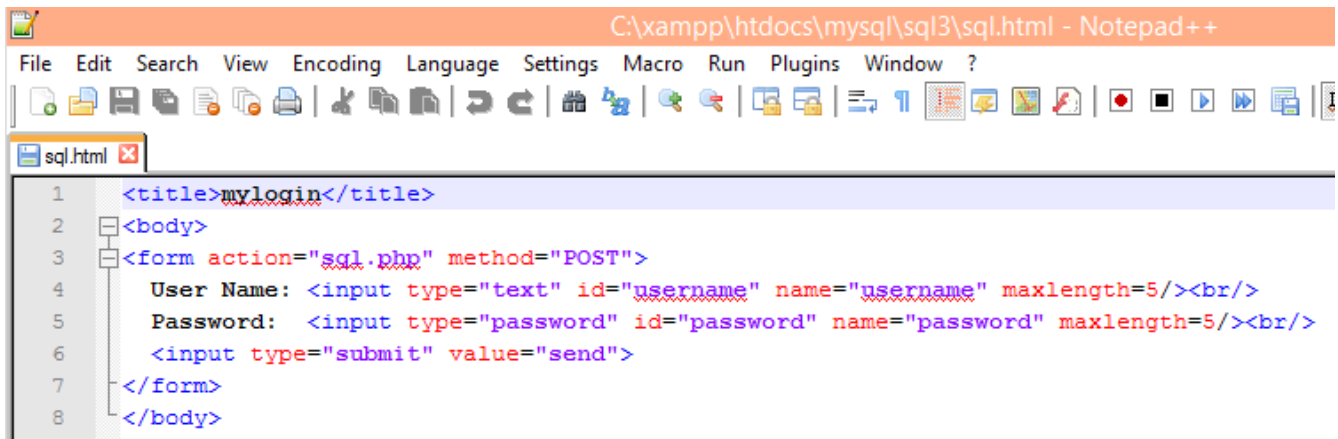 C:\xampp\htdocs\mysql\sql3\sql.html - Notepad++
File Edit Search View Encoding Language Settings Macro Run Plugins Window ?
sql.html
1 <title>mylogin</title>
2 <body>
3 <form action="sql.php" method="POST">
4 User Name: <input type="text" id="username" name="username" maxlength=5/><br/>
5 Password: <input type="password" id="password" name="password" maxlength=5/><br/>
6 <input type="submit" value="send">
7 </form>
8 </body>